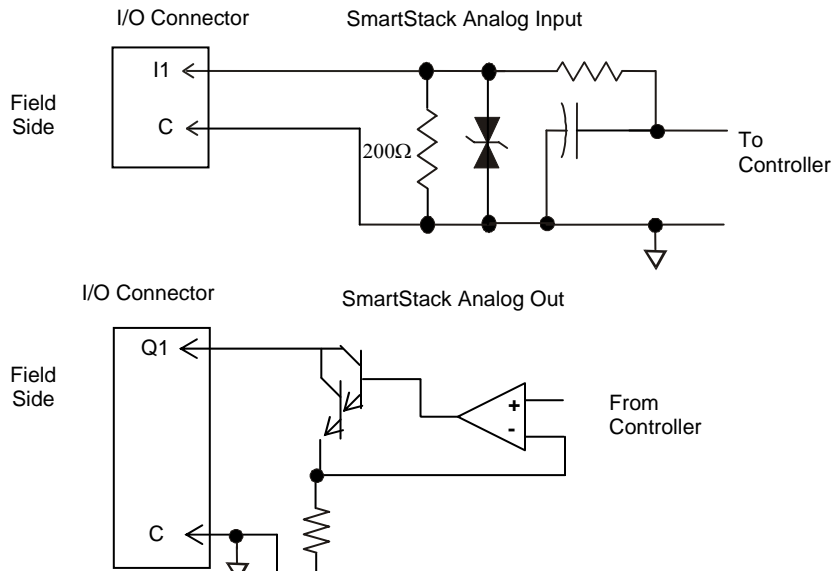 I/O Connector
SmartStack Analog Input
Field
Side
I1
C
200Ω
To
Controller
I/O Connector
SmartStack Analog Out
Field
Side
Q1
+
-
From
Controller
C